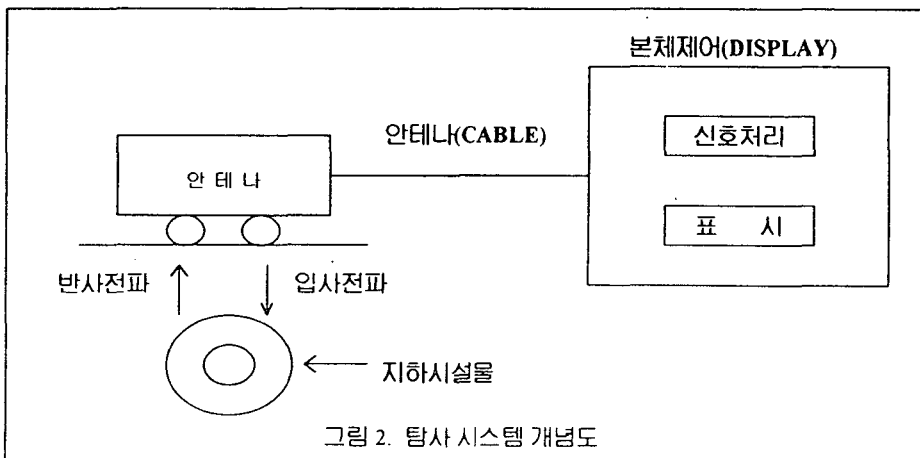 본체제어(DISPLAY)
안테나(CABLE)
신호처리
안 테 나
표 시
반사전파
입사전파
지하시설물
그림 2. 탐사 시스템 개념도